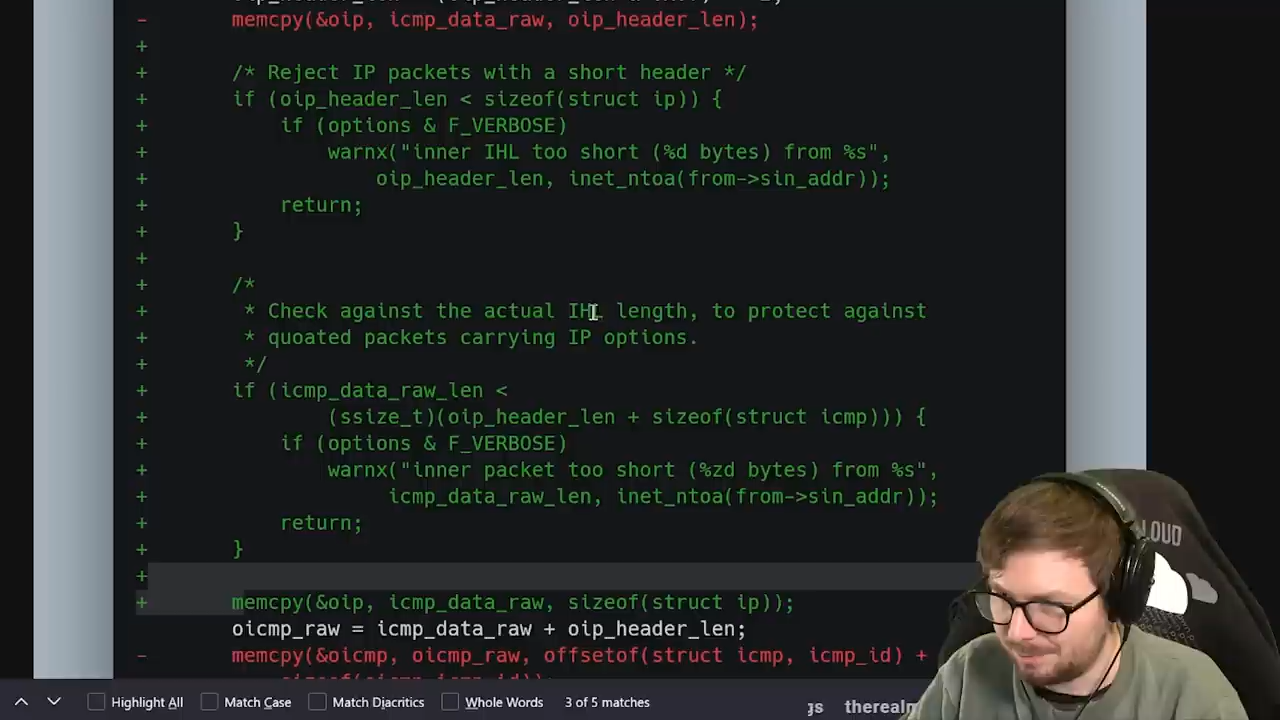 -        memcpy(&oip, icmp_data_raw, oip_header_len);
+
+        /* Reject IP packets with a short header */
+        if (oip_header_len < sizeof(struct ip)) {
+            if (options & F_VERBOSE)
+                warnx("inner IHL too short (%d bytes) from %s",
+                    oip_header_len, inet_ntoa(from->sin_addr));
+            return;
+        }
+
+        /*
+         * Check against the actual IHL length, to protect against
+         * quoated packets carrying IP options.
+         */
+        if (icmp_data_raw_len <
+                (ssize_t)(oip_header_len + sizeof(struct icmp))) {
+            if (options & F_VERBOSE)
+                warnx("inner packet too short (%zd bytes) from %s",
+                     icmp_data_raw_len, inet_ntoa(from->sin_addr));
+            return;
+        }
+
+        memcpy(&oip, icmp_data_raw, sizeof(struct ip));
        oicmp_raw = icmp_data_raw + oip_header_len;
-        memcpy(&oicmp, oicmp_raw, offsetof(struct icmp, icmp_id) +
Highlight All Match Case Match Diacritics Whole Words 3 of 5 matches
LOUD